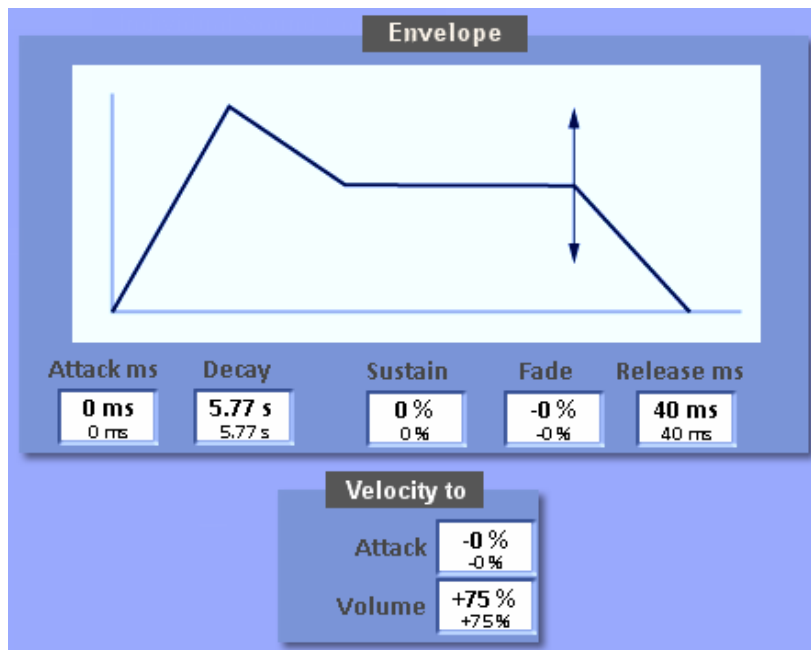 Envelope
Attack ms Decay Sustain Fade Release ms
0 ms 5.77 s 0 % -0 % 40 ms
0 ms 5.77 s 0 % -0 % 40 ms
Velocity to
Attack -0 %
-0 %
Volume +75 %
+75 %